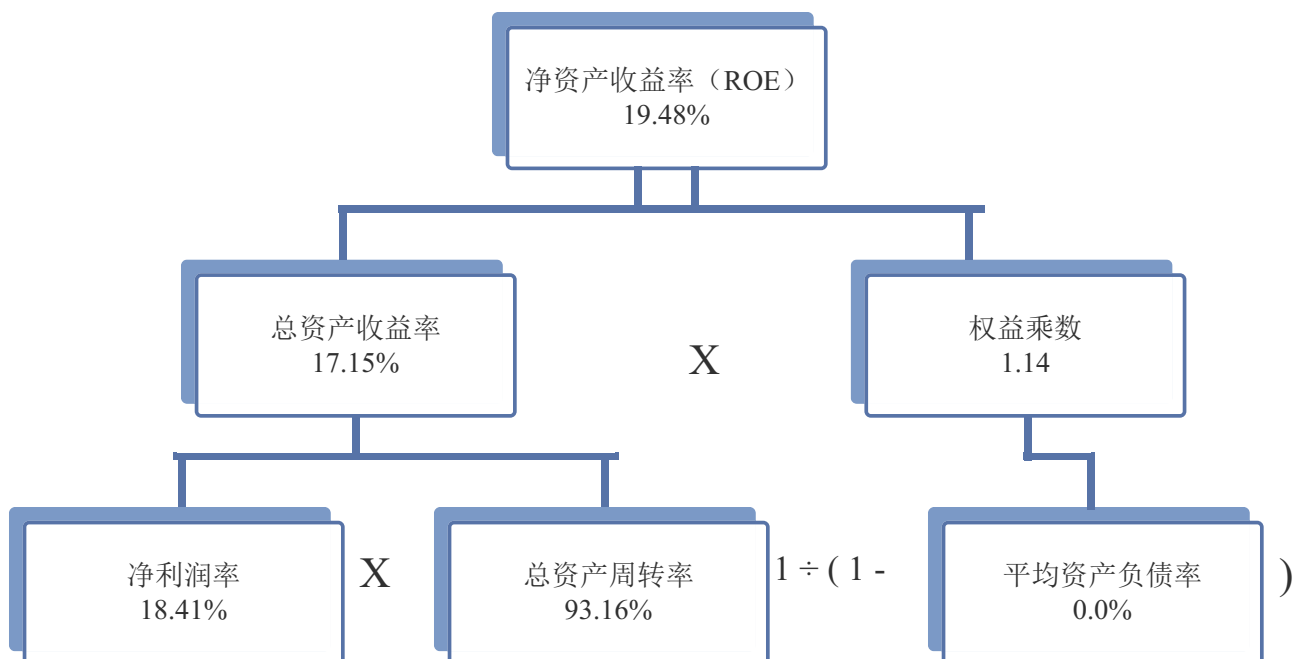 净资产收益率（ROE）
19.48%
总资产收益率
17.15%
X
权益乘数
1.14
净利润率
18.41%
X
总资产周转率
93.16%
1 ÷ ( 1 -
平均资产负债率
0.0%
)